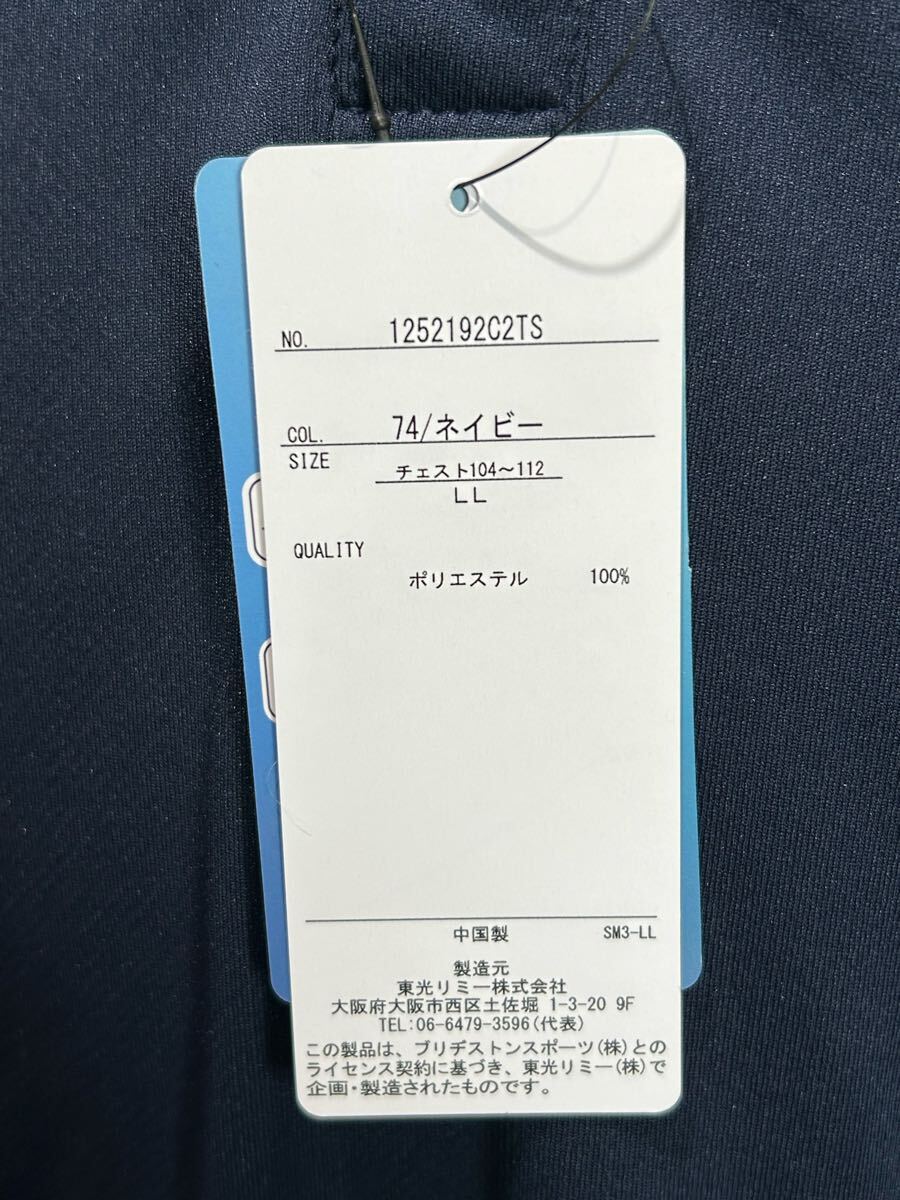 NO. 1252192C2TS
COL. 74/ネイビー
SIZE
チェスト104〜112
LL
QUALITY
ポリエステル 100%
中国製 SM3-LL
製造元
東光リミー株式会社
大阪府大阪市西区土佐堀 1-3-20 9F
TEL:06-6479-3596(代表)
この製品は、ブリヂストンスポーツ(株)との
ライセンス契約に基づき、東光リミー(株)で
企画・製造されたものです。